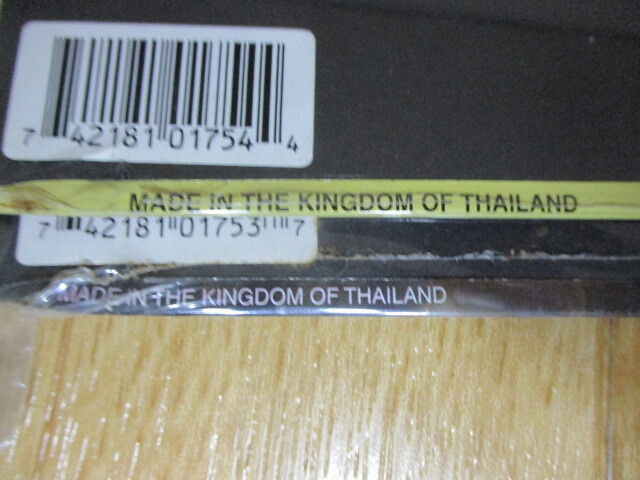 7 42181 01754 4
MADE IN THE KINGDOM OF THAILAND
7 42181 01753 7
MADE IN THE KINGDOM OF THAILAND